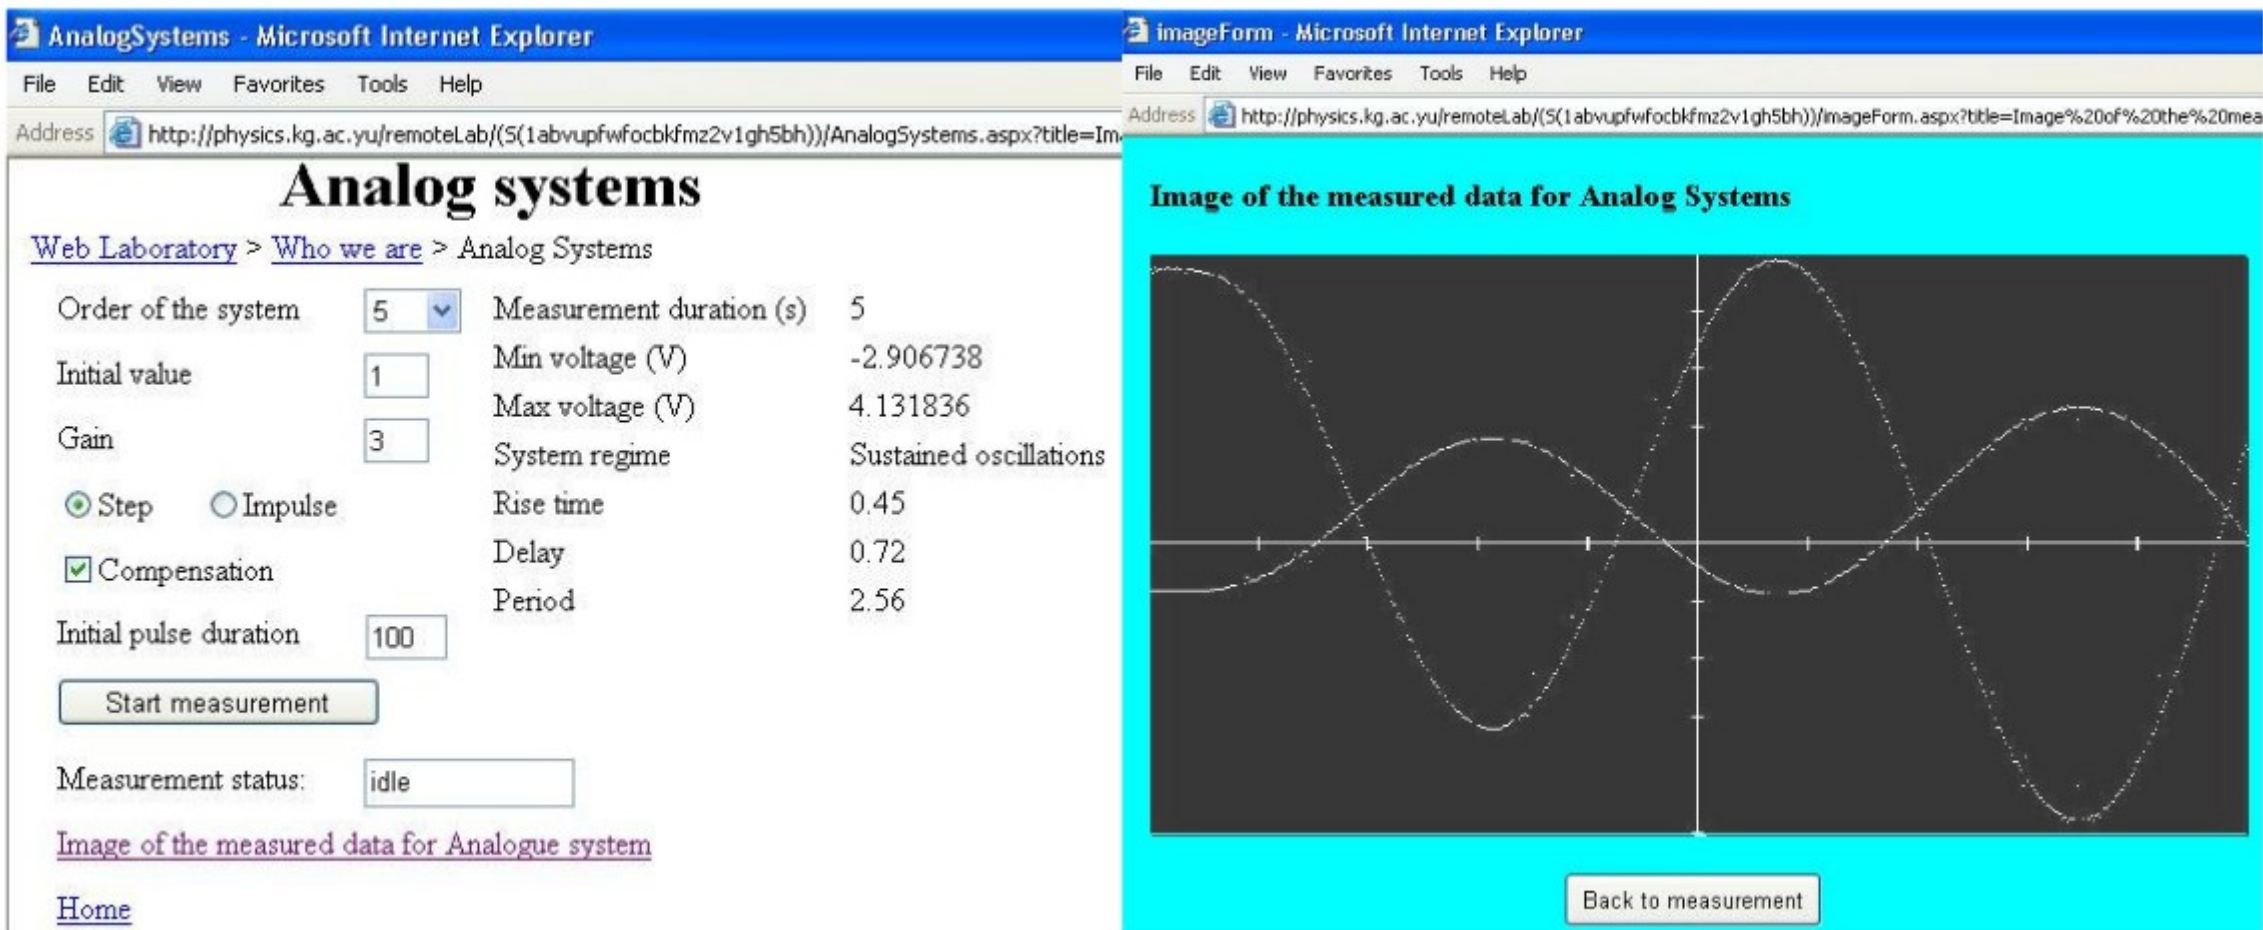 AnalogSystems - Microsoft Internet Explorer
File Edit View Favorites Tools Help
Address http://physics.kg.ac.yu/remoteLab/(S(1abvupfwfocbkfmz2v1gh5bh))/AnalogSystems.aspx?title=Im
Analog systems
Web Laboratory > Who we are > Analog Systems
Order of the system 5
Initial value 1
Gain 3
Step Impulse
Compensation
Initial pulse duration 100
Start measurement
Measurement status: idle
Image of the measured data for Analogue system
Home
Measurement duration (s) 5
Min voltage (V) -2.906738
Max voltage (V) 4.131836
System regime Sustained oscillations
Rise time 0.45
Delay 0.72
Period 2.56
imageForm - Microsoft Internet Explorer
File Edit View Favorites Tools Help
Address http://physics.kg.ac.yu/remoteLab/(S(1abvupfwfocbkfmz2v1gh5bh))/imageForm.aspx?title=Image%20of%20the%20mea
Image of the measured data for Analog Systems
Back to measurement